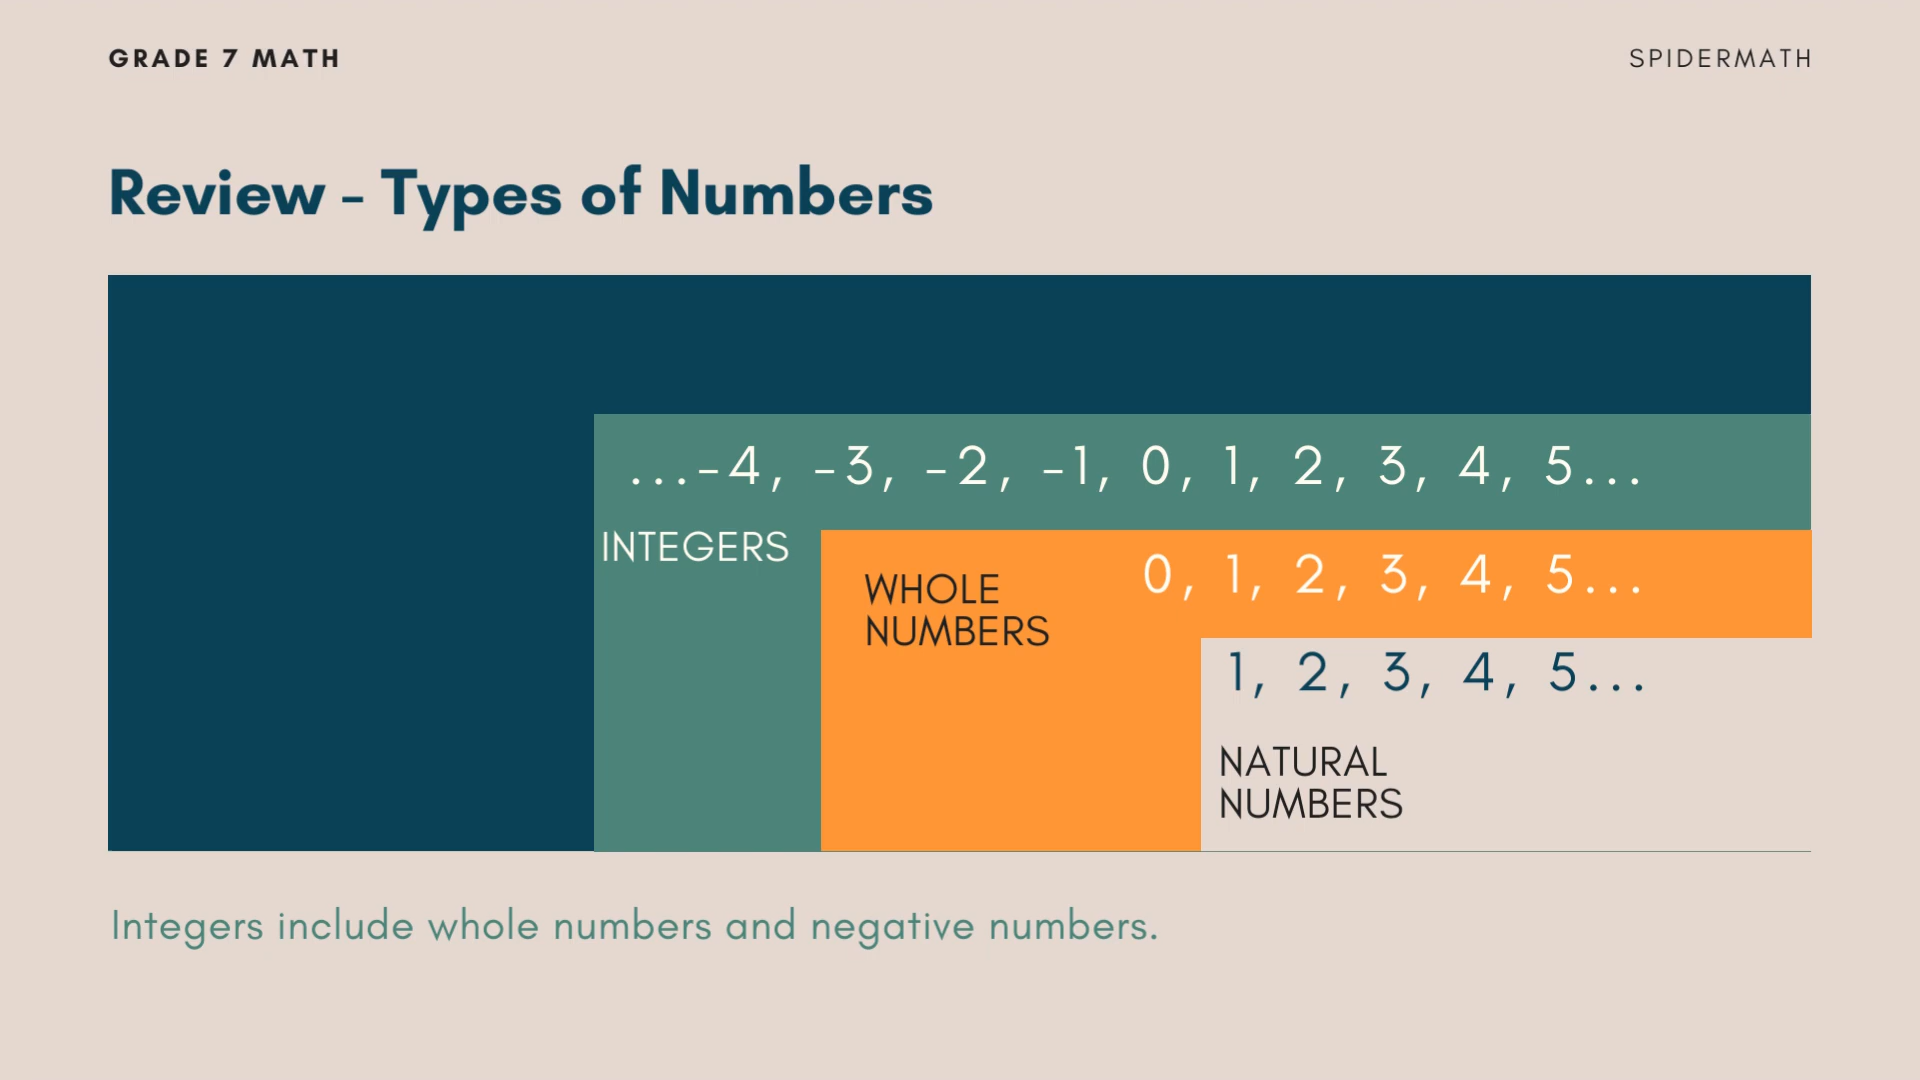 GRADE 7 MATH
SPIDERMATH
Review - Types of Numbers
...-4, -3, -2, -1, 0, 1, 2, 3, 4, 5...
INTEGERS
0, 1, 2, 3, 4, 5...
WHOLE
NUMBERS
1, 2, 3, 4, 5...
NATURAL
NUMBERS
Integers include whole numbers and negative numbers.